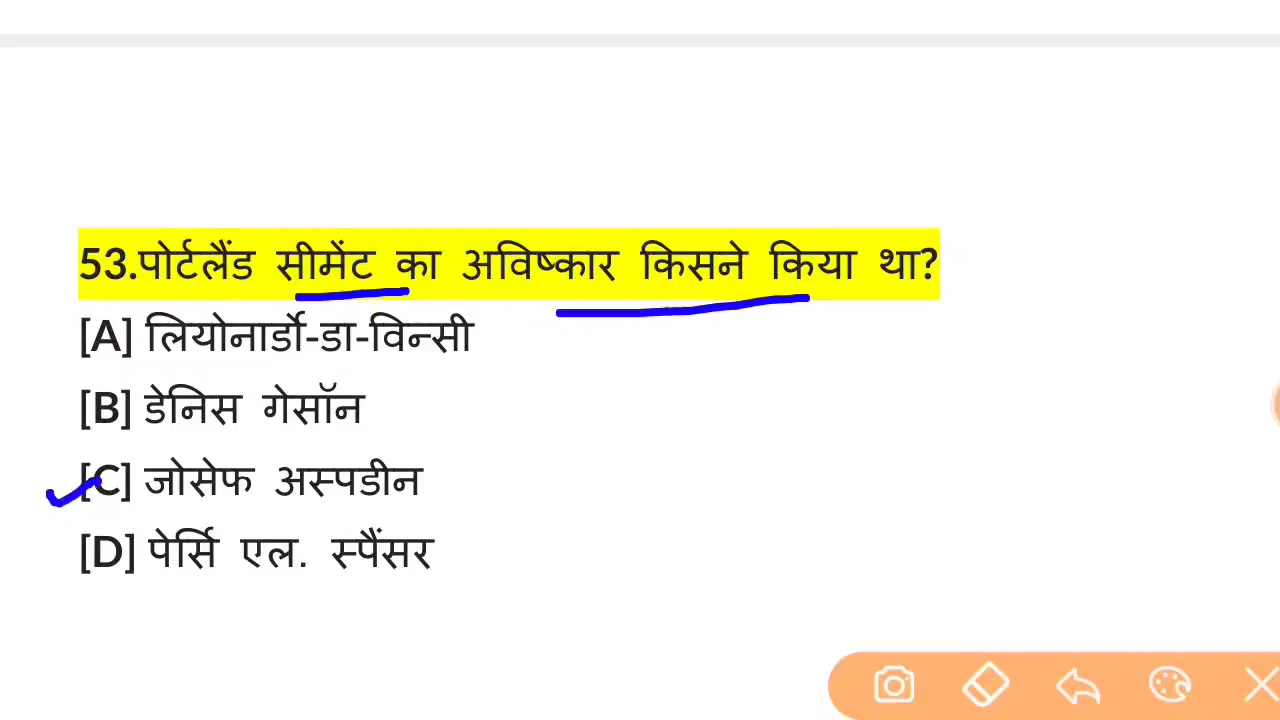 53.पोर्टलैंड सीमेंट का अविष्कार किसने किया था?
[A] लियोनार्डो-डा-विन्सी
[B] डेनिस गेसॉन
[C] जोसेफ अस्पडीन
[D] पेर्सि एल. स्पैंसर